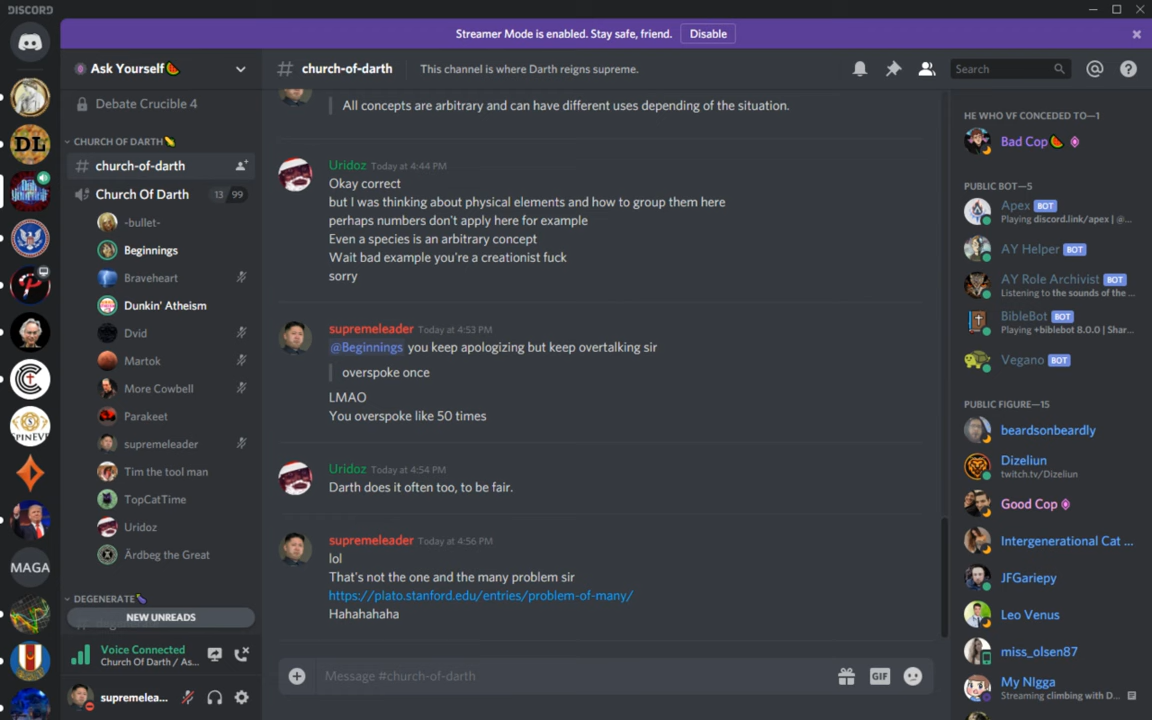 DISCORD
Streamer Mode is enabled. Stay safe, friend. Disable
Ask Yourself🍉
# church-of-darth This channel is where Darth reigns supreme.
Search
Debate Crucible 4
CHURCH OF DARTH🌽
# church-of-darth
Church Of Darth 13 99
-bullet-
Beginnings
Braveheart
Dunkin' Atheism
Dvid
Martok
More Cowbell
Parakeet
supremeleader
Tim the tool man
TopCatTime
Uridoz
Ärdbeg the Great
DEGENERATE🍆
NEW UNREADS
Voice Connected
Church Of Darth / As...
supremelea...
DL
MAGA
All concepts are arbitrary and can have different uses depending of the situation.
Uridoz Today at 4:44 PM
Okay correct
but I was thinking about physical elements and how to group them here
perhaps numbers don't apply here for example
Even a species is an arbitrary concept
Wait bad example you're a creationist fuck
sorry
supremeleader Today at 4:53 PM
@Beginnings you keep apologizing but keep overtalking sir
overspoke once
LMAO
You overspoke like 50 times
Uridoz Today at 4:54 PM
Darth does it often too, to be fair.
supremeleader Today at 4:56 PM
lol
That's not the one and the many problem sir
https://plato.stanford.edu/entries/problem-of-many/
Hahahahaha
Message #church-of-darth
GIF
HE WHO VF CONCEDED TO—1
Bad Cop🍉
PUBLIC BOT—5
Apex BOT
Playing discord.link/apex | @...
AY Helper BOT
AY Role Archivist BOT
Listening to the sounds of the ...
BibleBot BOT
Playing +biblebot 8.0.0 | Shar...
Vegano BOT
PUBLIC FIGURE—15
beardsonbeardly
Dizeliun
twitch.tv/Dizeliun
Good Cop
Intergenerational Cat ...
JFGariepy
Leo Venus
miss_olsen87
My NIgga
Streaming climbing with D...